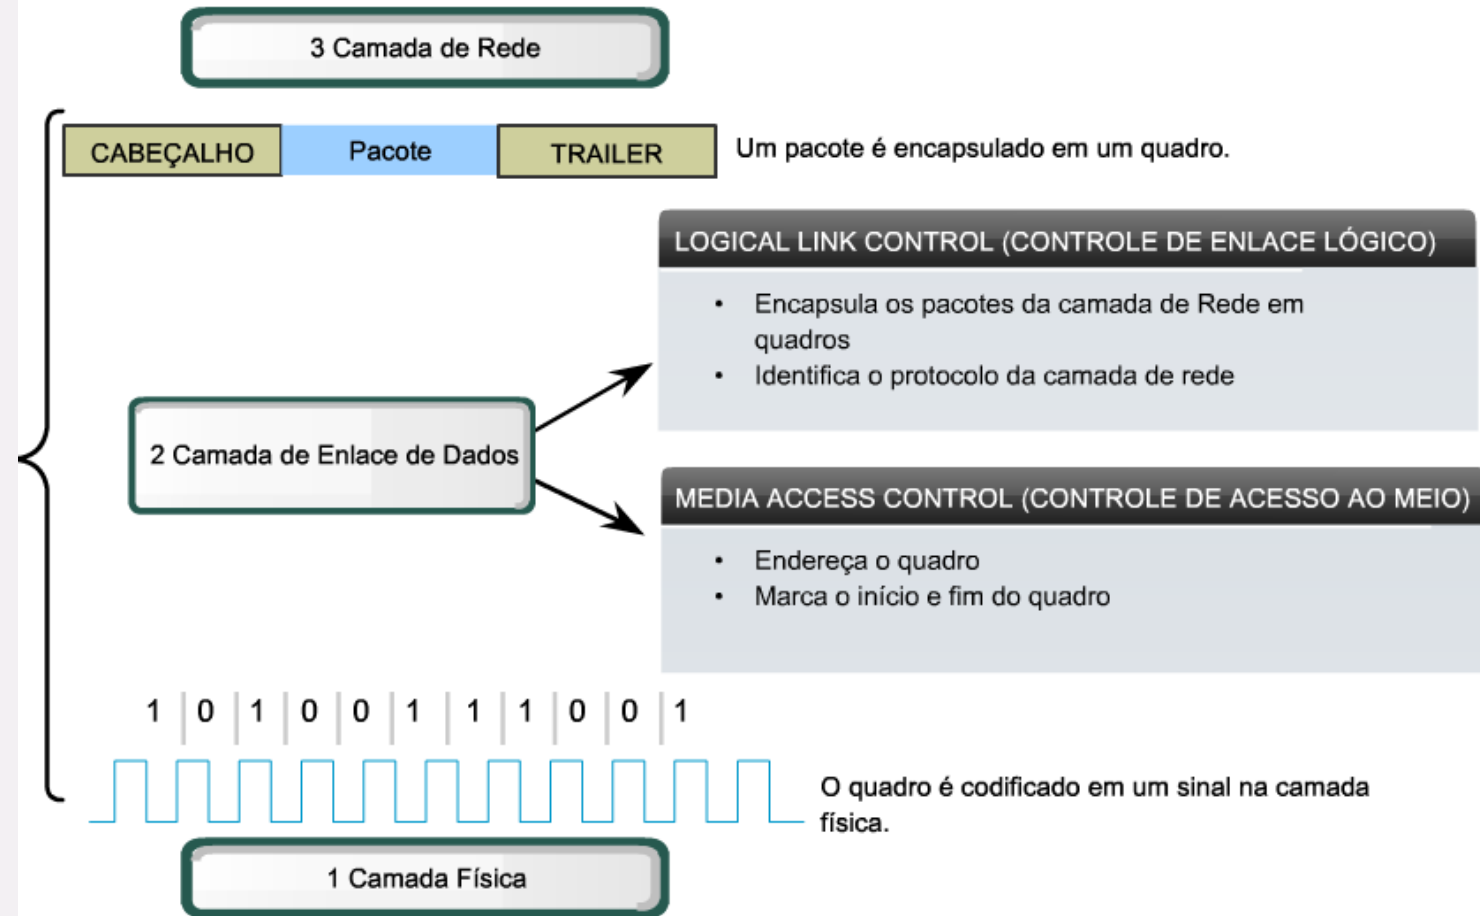 3 Camada de Rede
CABEÇALHO Pacote TRAILER Um pacote é encapsulado em um quadro.
LOGICAL LINK CONTROL (CONTROLE DE ENLACE LÓGICO)
• Encapsula os pacotes da camada de Rede em
quadros
• Identifica o protocolo da camada de rede
2 Camada de Enlace de Dados
MEDIA ACCESS CONTROL (CONTROLE DE ACESSO AO MEIO)
• Endereça o quadro
• Marca o início e fim do quadro
1 0 1 0 0 1 1 1 0 0 1
O quadro é codificado em um sinal na camada
física.
1 Camada Física